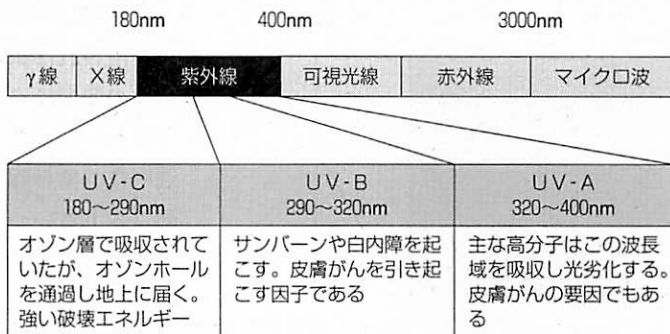 180nm 400nm 3000nm
γ線 X線 紫外線 可視光線 赤外線 マイクロ波
UV-C UV-B UV-A
180〜290nm 290〜320nm 320〜400nm
オゾン層で吸収されて
いたが、オゾンホール
を通過し地上に届く。
強い破壊エネルギー
サンバーンや白内障を起
こす。皮膚がんを引き起
こす因子である
主な高分子はこの波長
域を吸収し光劣化する。
皮膚がんの要因でもあ
る